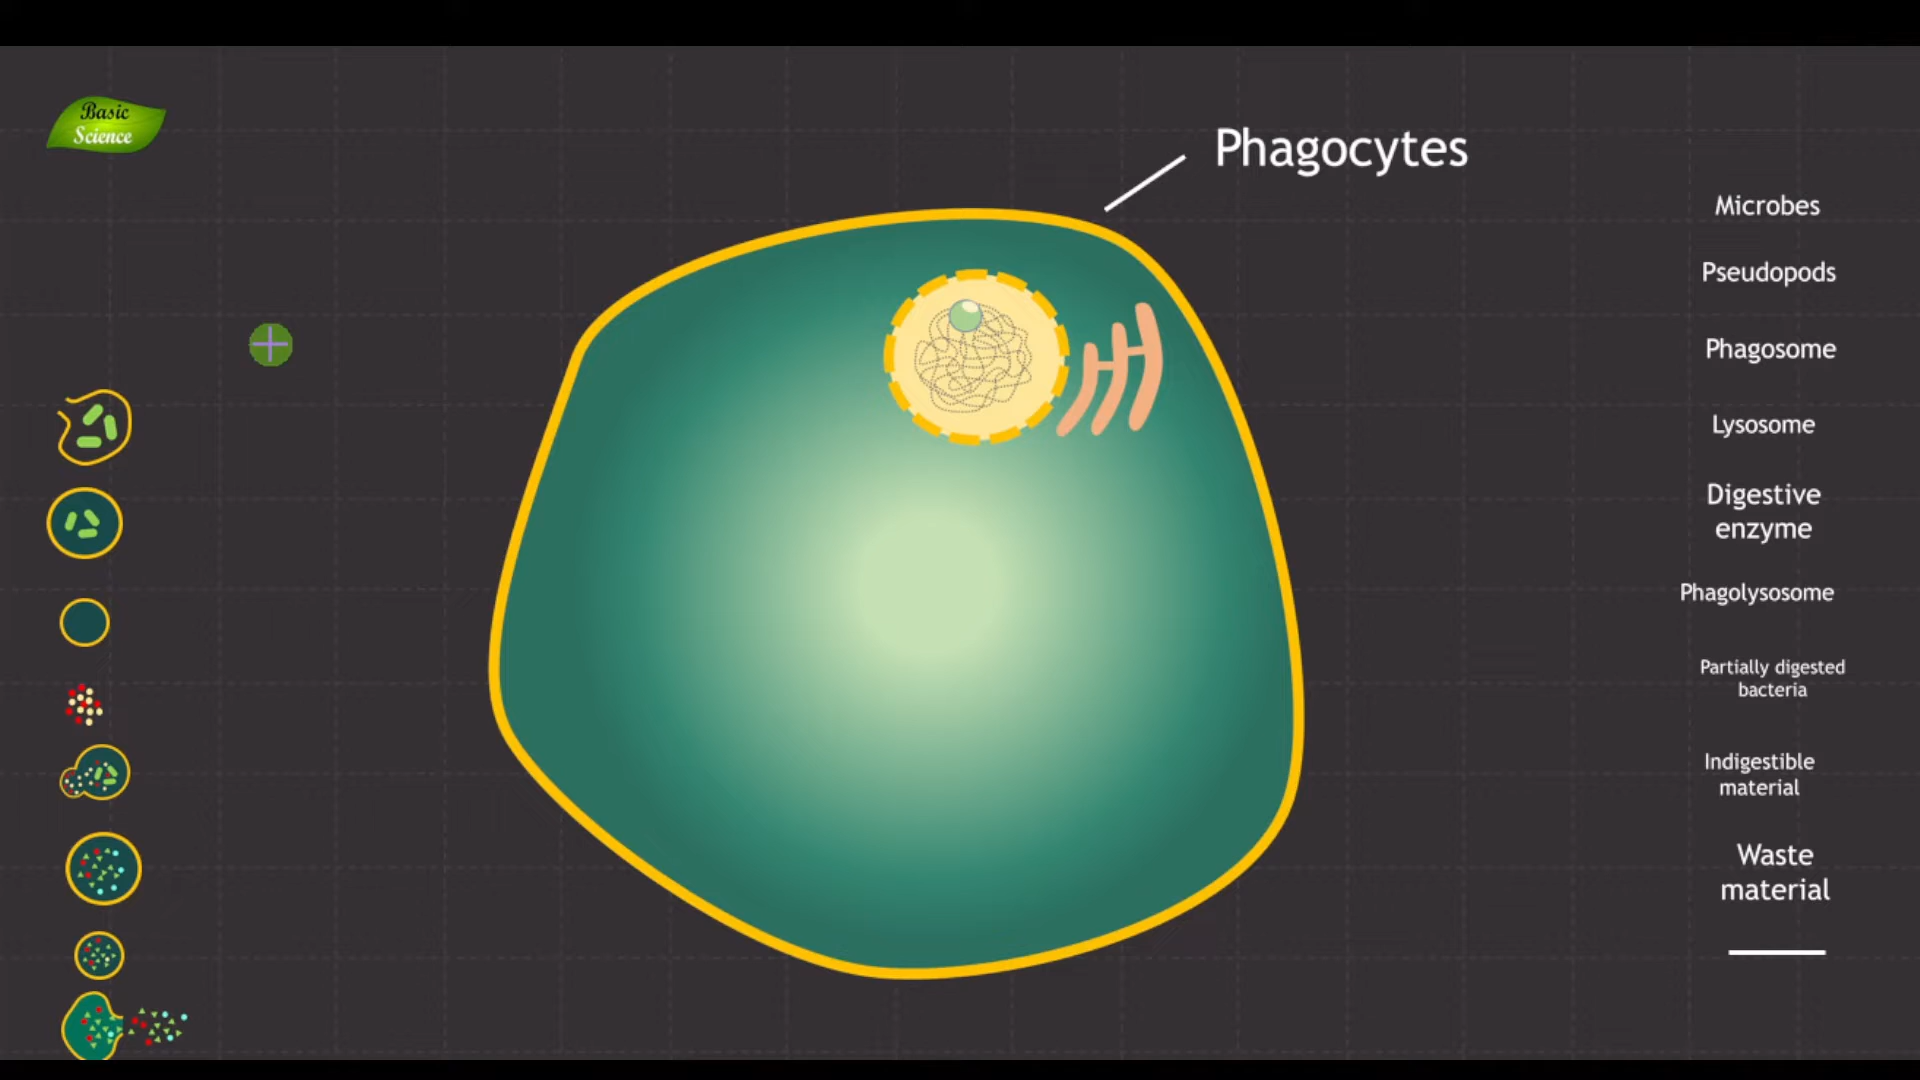 Basic
Science
Phagocytes
Microbes
Pseudopods
Phagosome
Lysosome
Digestive
enzyme
Phagolysosome
Partially digested
bacteria
Indigestible
material
Waste
material